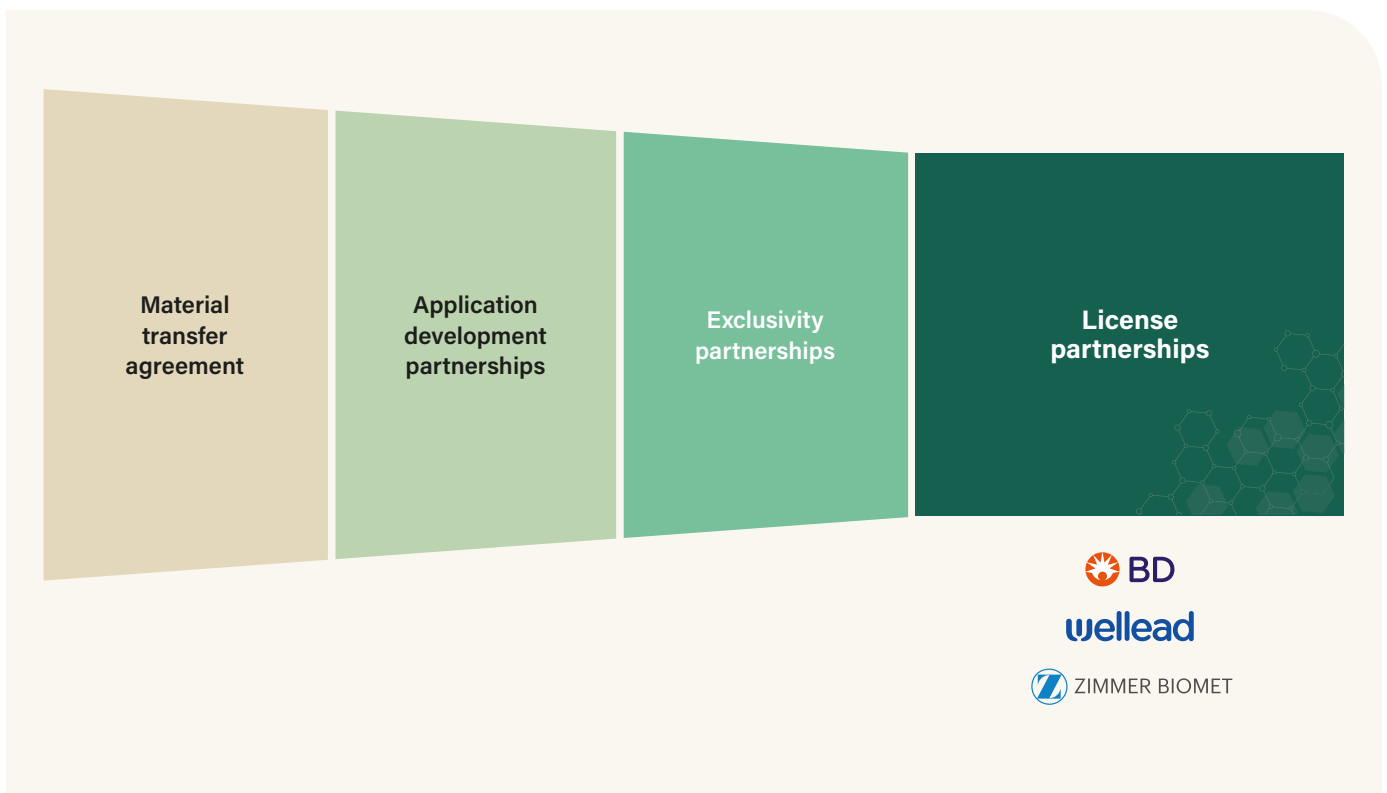 Material
transfer
agreement
Application
development
partnerships
Exclusivity
partnerships
License
partnerships
BD
wellead
ZIMMER BIOMET